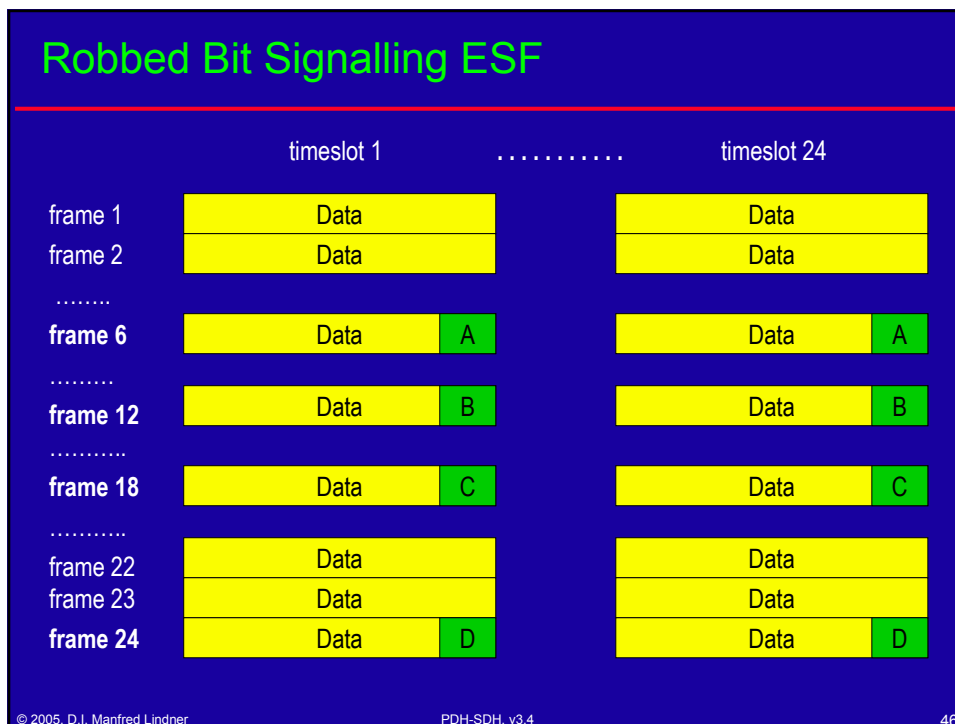 Robbed Bit Signalling ESF
timeslot 1 ........... timeslot 24
frame 1 Data Data
frame 2 Data Data
........
frame 6 Data A Data A
.........
frame 12 Data B Data B
...........
frame 18 Data C Data C
...........
frame 22 Data Data
frame 23 Data Data
frame 24 Data D Data D
© 2005, D.I. Manfred Lindner PDH-SDH, v3.4 46